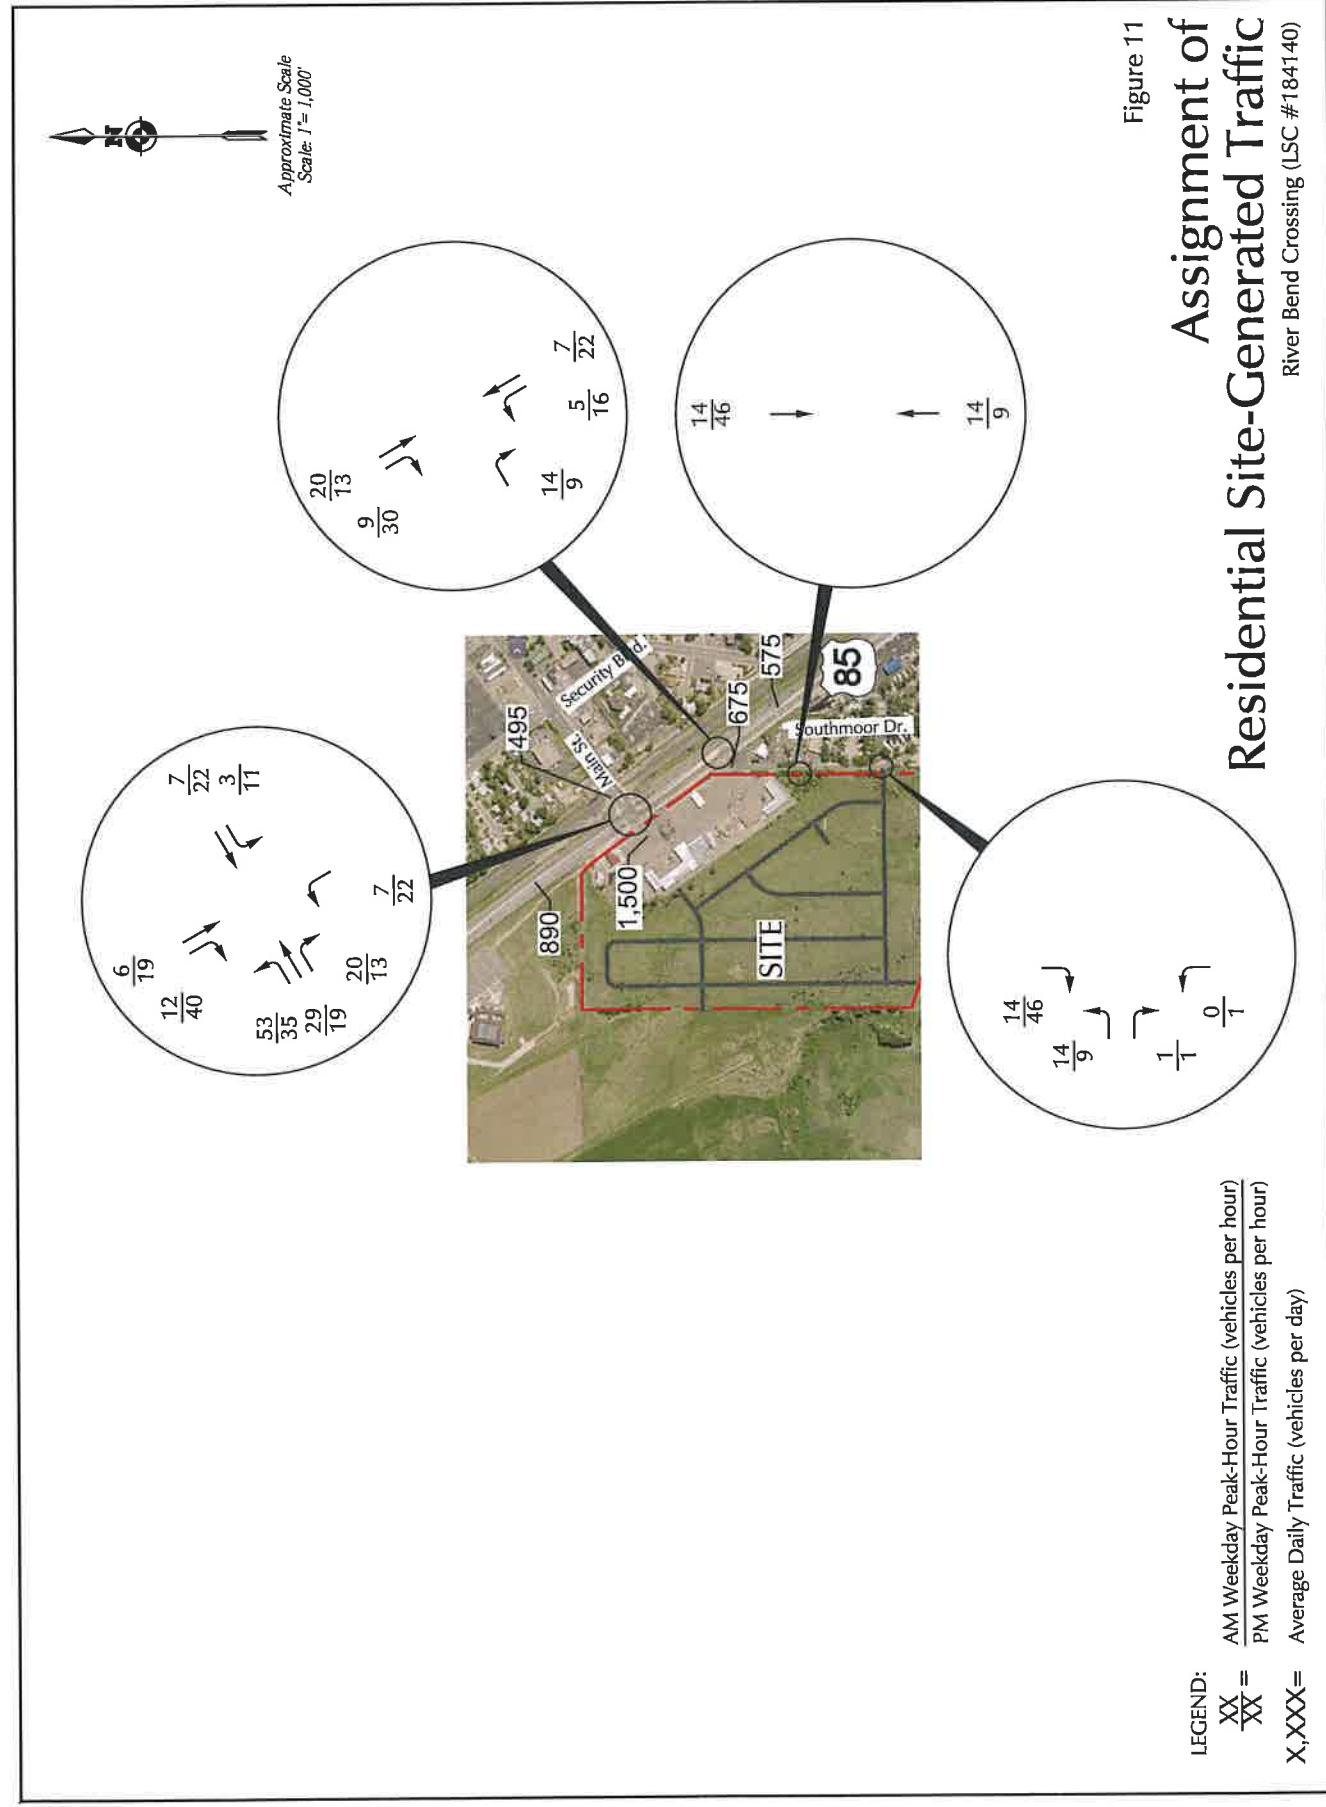 N
Approximate Scale
Scale: 1"= 1,000'
20
13
9
30
14
9
5
16
7
22
14
46
14
9
6
19
12
40
53
35
29
19
20
13
7
22
7
22
3
11
14
46
14
9
1
1
0
1
495
Main St.
Security Blvd.
890
1,500
675
575
85
Southmoor Dr.
SITE
LEGEND:
XX
XX
=
AM Weekday Peak-Hour Traffic (vehicles per hour)
PM Weekday Peak-Hour Traffic (vehicles per hour)
X,XXX= Average Daily Traffic (vehicles per day)
Figure 11
Assignment of
Residential Site-Generated Traffic
River Bend Crossing (LSC #184140)